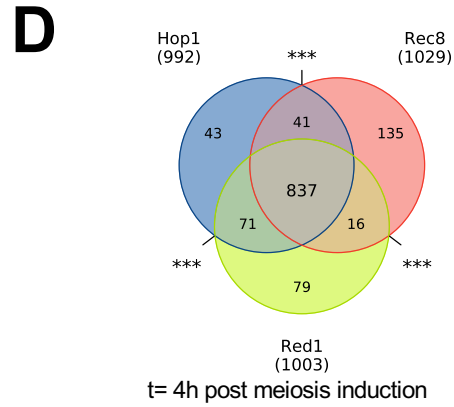 D
Hop1
(992)
***
Rec8
(1029)
43
41
135
837
71
16
***
***
79
Red1
(1003)
t= 4h post meiosis induction